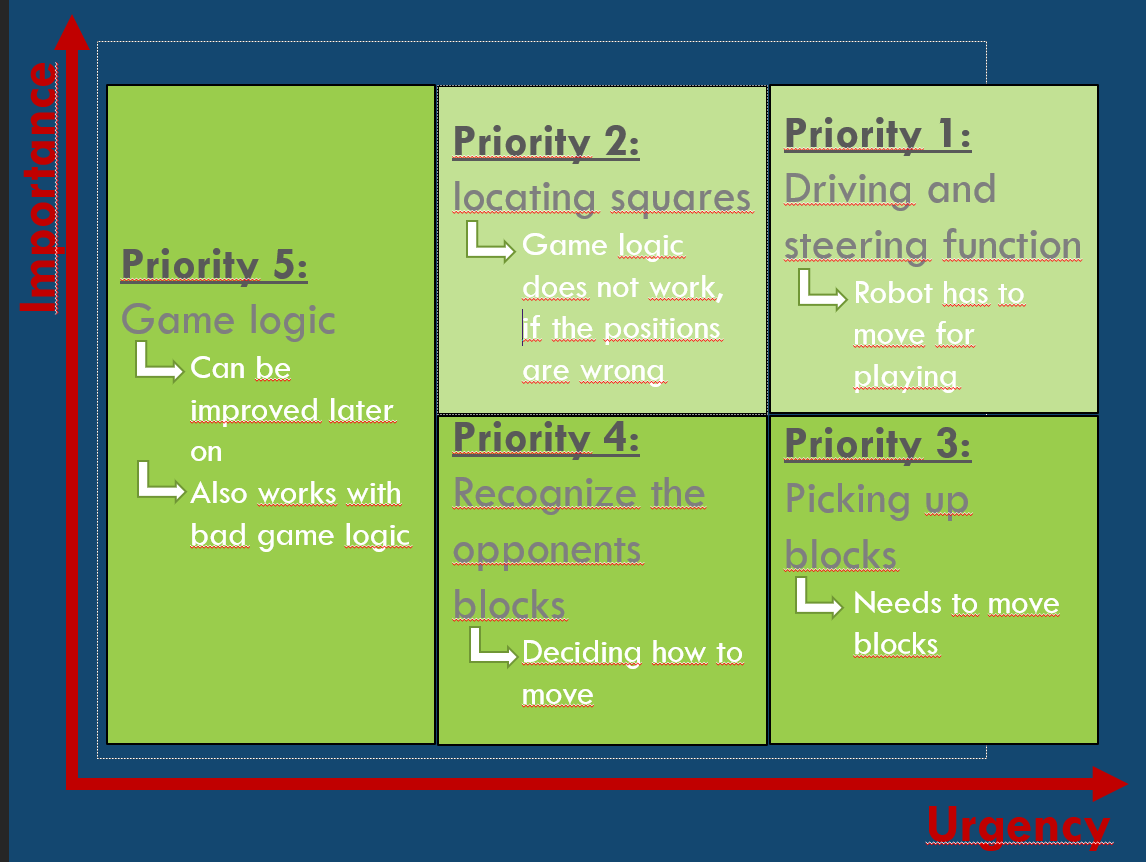 Importance
Priority 5:
Game logic
Can be
improved later
on
Also works with
bad game logic
Priority 2:
locating squares
Game logic
does not work,
if the positions
are wrong
Priority 1:
Driving and
steering function
Robot has to
move for
playing
Priority 4:
Recognize the
opponents
blocks
Deciding how to
move
Priority 3:
Picking up
blocks
Needs to move
blocks
Urgency